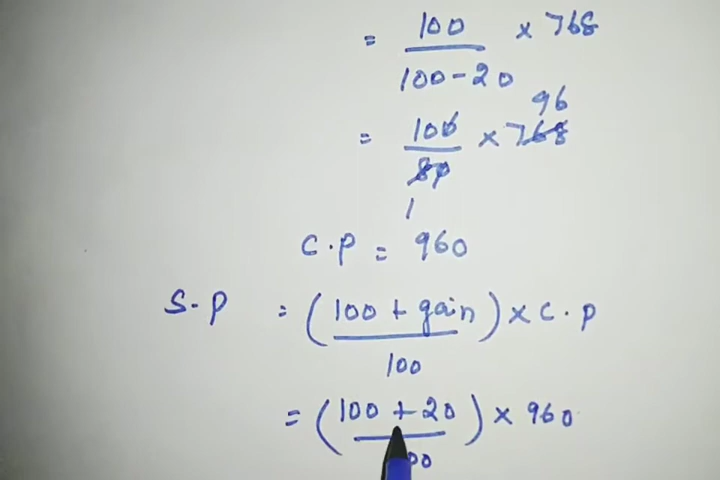 = 100 / 100-20 × 768
96
= 100 / 80 × 768
1
C.P = 960
S.P = (100 + gain / 100) × C.P
= (100 + 20 / 100) × 960